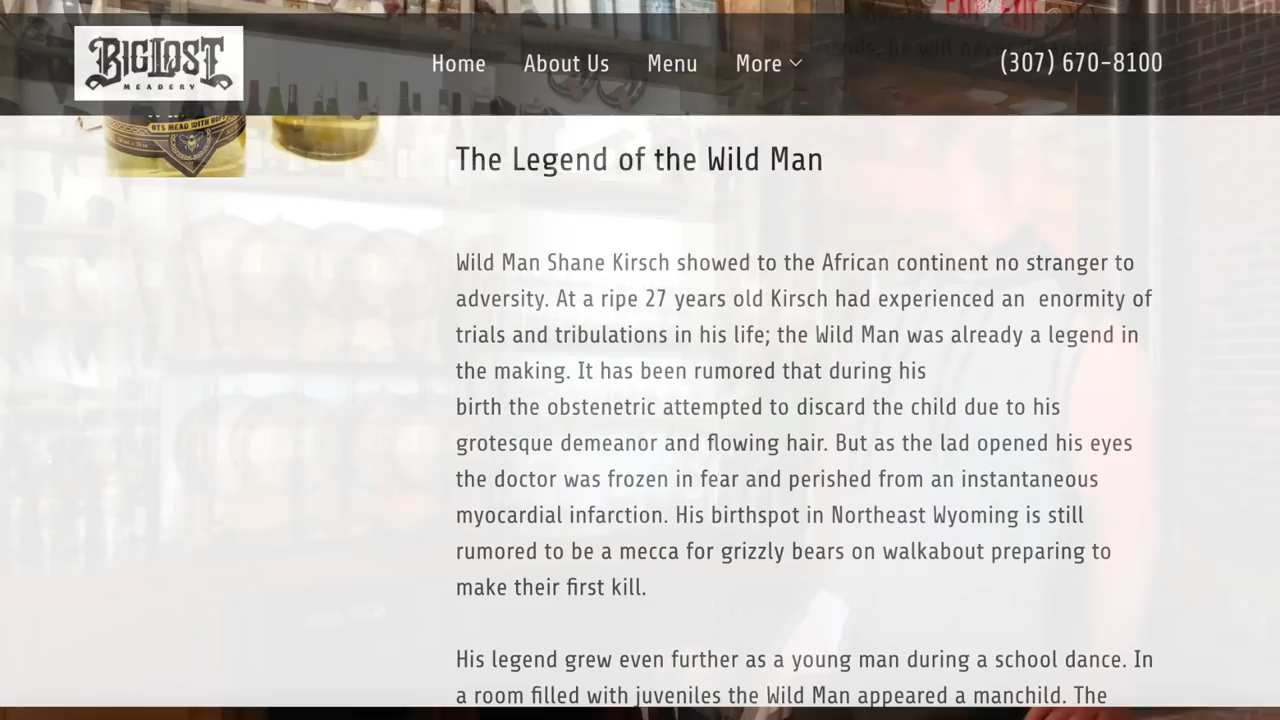 BIGLOST
MEADERY
Home
About Us
Menu
More
(307) 670-8100
OTS MEAD WITH HOPS
The Legend of the Wild Man
Wild Man Shane Kirsch showed to the African continent no stranger to
adversity. At a ripe 27 years old Kirsch had experienced an  enormity of
trials and tribulations in his life; the Wild Man was already a legend in
the making. It has been rumored that during his
birth the obstenetric attempted to discard the child due to his
grotesque demeanor and flowing hair. But as the lad opened his eyes
the doctor was frozen in fear and perished from an instantaneous
myocardial infarction. His birthspot in Northeast Wyoming is still
rumored to be a mecca for grizzly bears on walkabout preparing to
make their first kill.
His legend grew even further as a young man during a school dance. In
a room filled with juveniles the Wild Man appeared a manchild. The